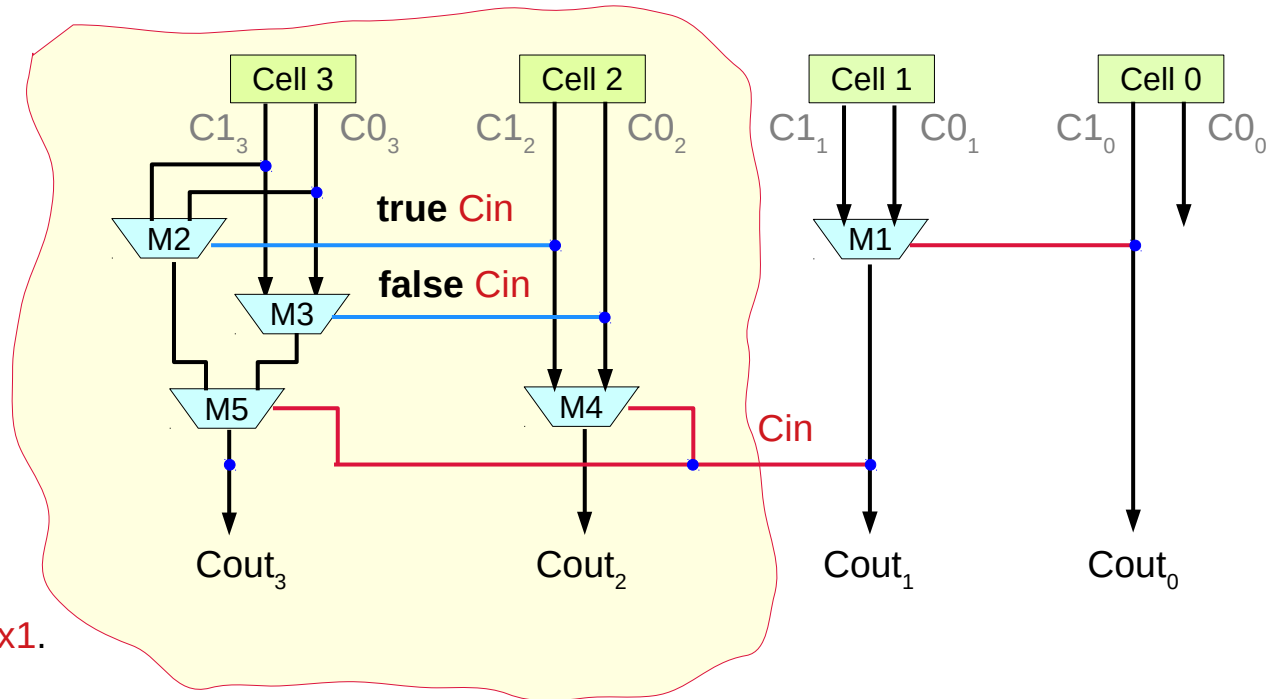 Cell 3 Cell 2 Cell 1 Cell 0
C1₃ C0₃ C1₂ C0₂ C1₁ C0₁ C1₀ C0₀
true Cin
M2 M1
false Cin
M3
M5 M4
Cin
Cout₃ Cout₂ Cout₁ Cout₀
x1.